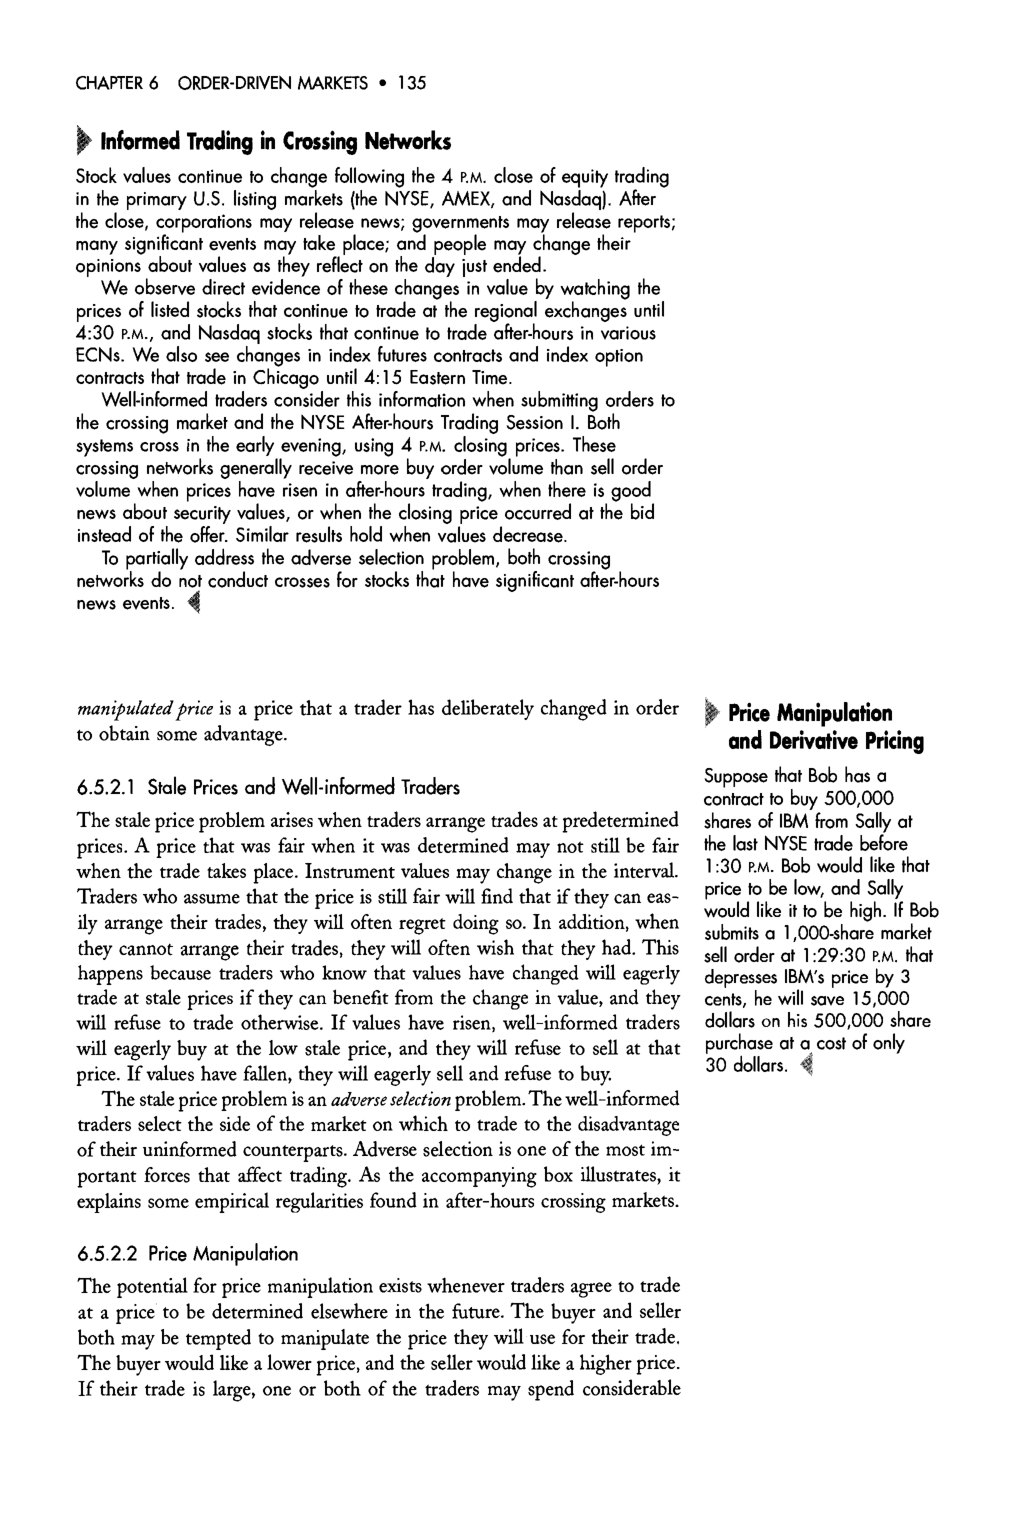 CHAPTER 6 ORDER-DRIVEN MARKETS • 135
Informed Trading in Crossing Networks
Stock values continue to change following the 4 P.M. close of equity trading
in the primary U.S. listing markets (the NYSE, AMEX, and Nasdaq). After
the close, corporations may release news; governments may release reports;
many significant events may take place; and people may change their
opinions about values as they reflect on the day just ended.
We observe direct evidence of these changes in value by watching the
prices of listed stocks that continue to trade at the regional exchanges until
4:30 P.M., and Nasdaq stocks that continue to trade after-hours in various
ECNs. We also see changes in index futures contracts and index option
contracts that trade in Chicago until 4:15 Eastern Time.
Well-informed traders consider this information when submitting orders to
the crossing market and the NYSE After-hours Trading Session I. Both
systems cross in the early evening, using 4 P.M. closing prices. These
crossing networks generally receive more buy order volume than sell order
volume when prices have risen in after-hours trading, when there is good
news about security values, or when the closing price occurred at the bid
instead of the offer. Similar results hold when values decrease.
To partially address the adverse selection problem, both crossing
networks do not conduct crosses for stocks that have significant after-hours
news events.
manipulated price is a price that a trader has deliberately changed in order
to obtain some advantage.
6.5.2.1 Stale Prices and Well-informed Traders
The stale price problem arises when traders arrange trades at predetermined
prices. A price that was fair when it was determined may not still be fair
when the trade takes place. Instrument values may change in the interval.
Traders who assume that the price is still fair will find that if they can eas-
ily arrange their trades, they will often regret doing so. In addition, when
they cannot arrange their trades, they will often wish that they had. This
happens because traders who know that values have changed will eagerly
trade at stale prices if they can benefit from the change in value, and they
will refuse to trade otherwise. If values have risen, well-informed traders
will eagerly buy at the low stale price, and they will refuse to sell at that
price. If values have fallen, they will eagerly sell and refuse to buy.
The stale price problem is an adverse selection problem. The well-informed
traders select the side of the market on which to trade to the disadvantage
of their uninformed counterparts. Adverse selection is one of the most im-
portant forces that affect trading. As the accompanying box illustrates, it
explains some empirical regularities found in after-hours crossing markets.
6.5.2.2 Price Manipulation
The potential for price manipulation exists whenever traders agree to trade
at a price to be determined elsewhere in the future. The buyer and seller
both may be tempted to manipulate the price they will use for their trade.
The buyer would like a lower price, and the seller would like a higher price.
If their trade is large, one or both of the traders may spend considerable
Price Manipulation
and Derivative Pricing
Suppose that Bob has a
contract to buy 500,000
shares of IBM from Sally at
the last NYSE trade before
1:30 P.M. Bob would like that
price to be low, and Sally
would like it to be high. If Bob
submits a 1,000-share market
sell order at 1:29:30 P.M. that
depresses IBM's price by 3
cents, he will save 15,000
dollars on his 500,000 share
purchase at a cost of only
30 dollars.